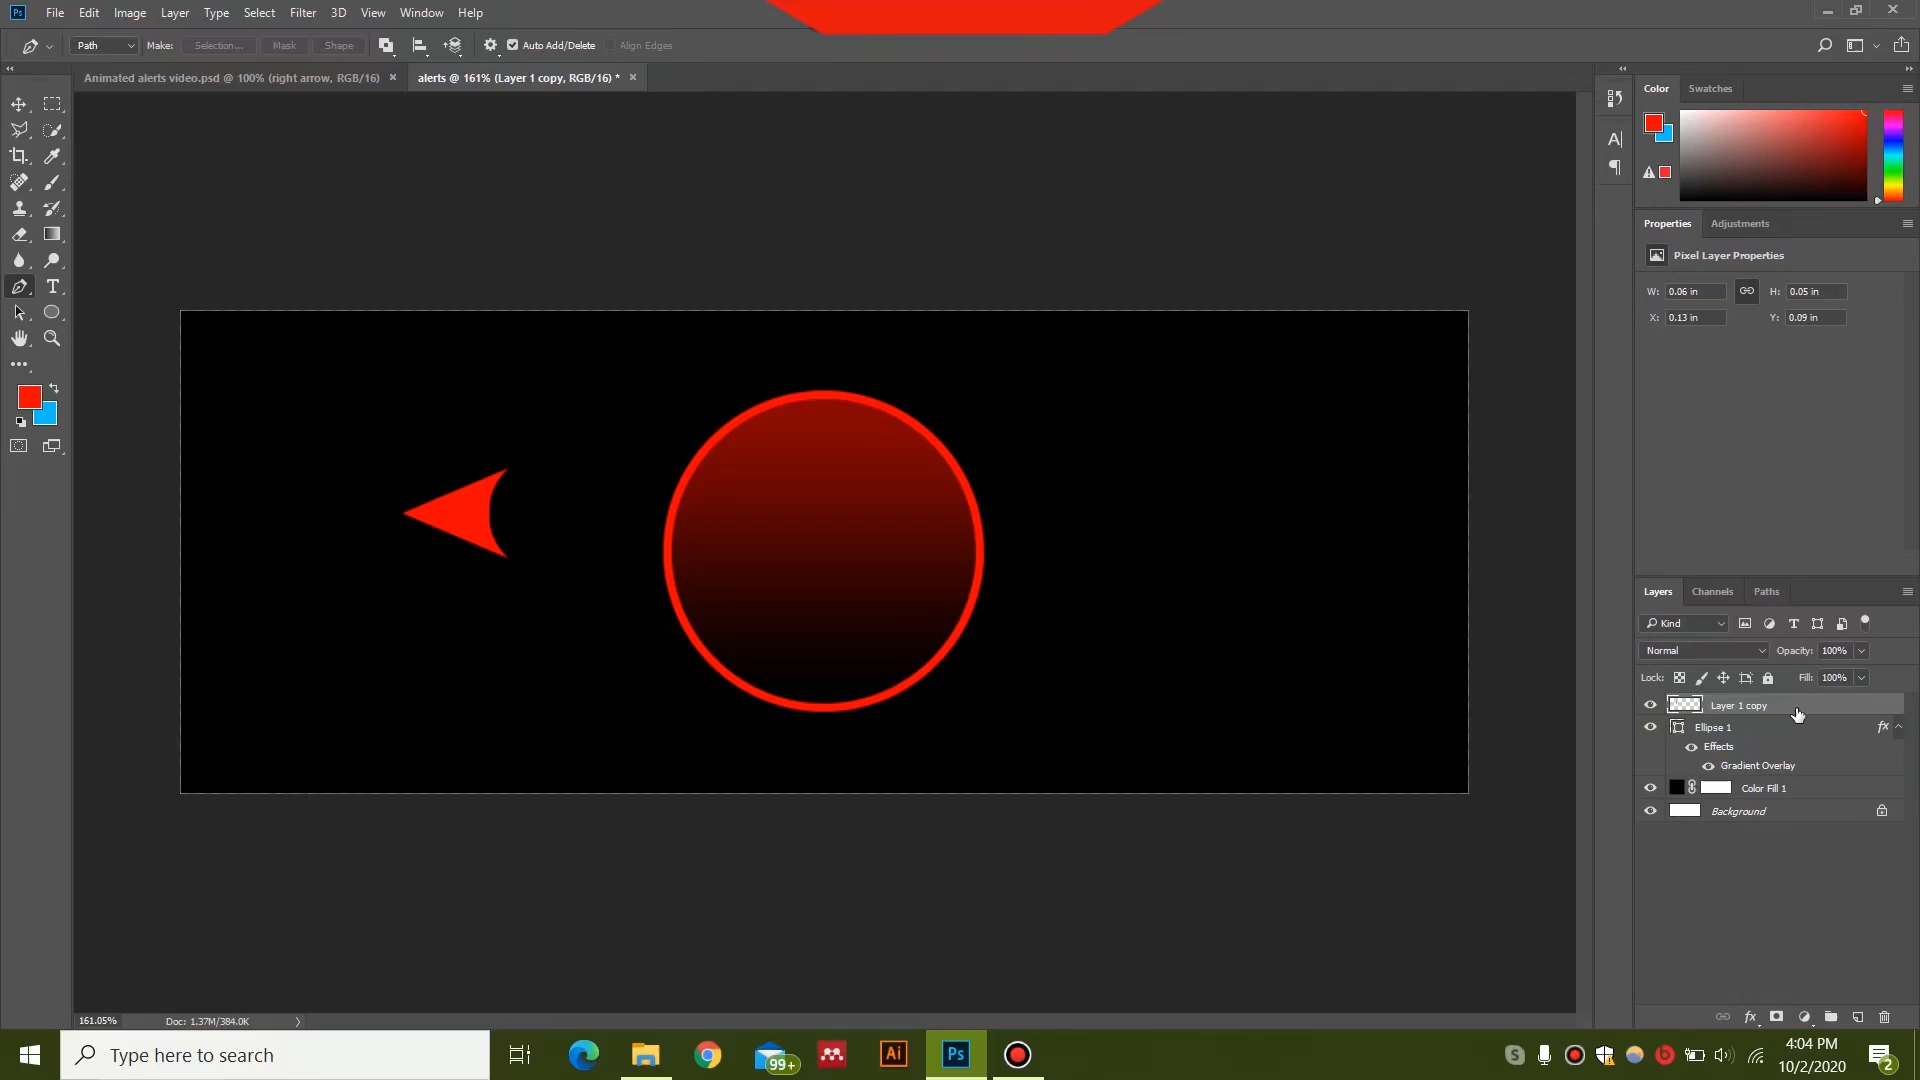 Ps File Edit Image Layer Type Select Filter 3D View Window Help
Path Make: Selection... Mask Shape Auto Add/Delete Align Edges
Animated alerts video.psd @ 100% (right arrow, RGB/16) × alerts @ 161% (Layer 1 copy, RGB/16) * ×
Color Swatches
Properties Adjustments
Pixel Layer Properties
W: 0.06 in H: 0.05 in
X: 0.13 in Y: 0.09 in
Layers Channels Paths
Kind
Normal Opacity: 100%
Lock: Fill: 100%
Layer 1 copy
Ellipse 1 fx
Effects
Gradient Overlay
Color Fill 1
Background
161.05% Doc: 1.37M/384.0K
fx
Type here to search
99+
Ai
Ps
4:04 PM
10/2/2020
2